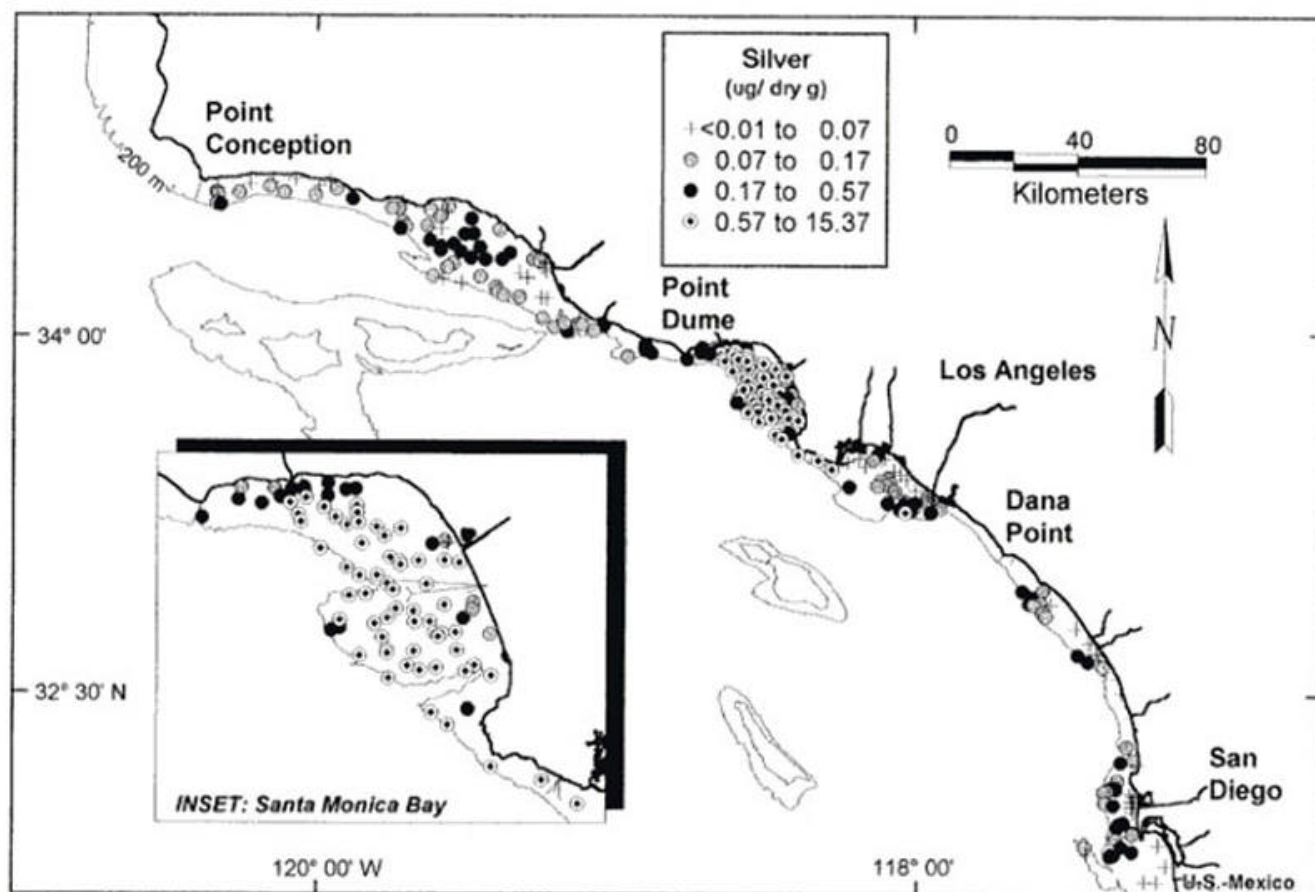 Silver
(ug/ dry g)
<0.01 to 0.07
0.07 to 0.17
0.17 to 0.57
0.57 to 15.37
0 40 80
Kilometers
Point
Conception
200 m
Point
Dume
N
34° 00'
Los Angeles
Dana
Point
32° 30' N
San
Diego
INSET: Santa Monica Bay
120° 00' W
118° 00'
U.S.-Mexico